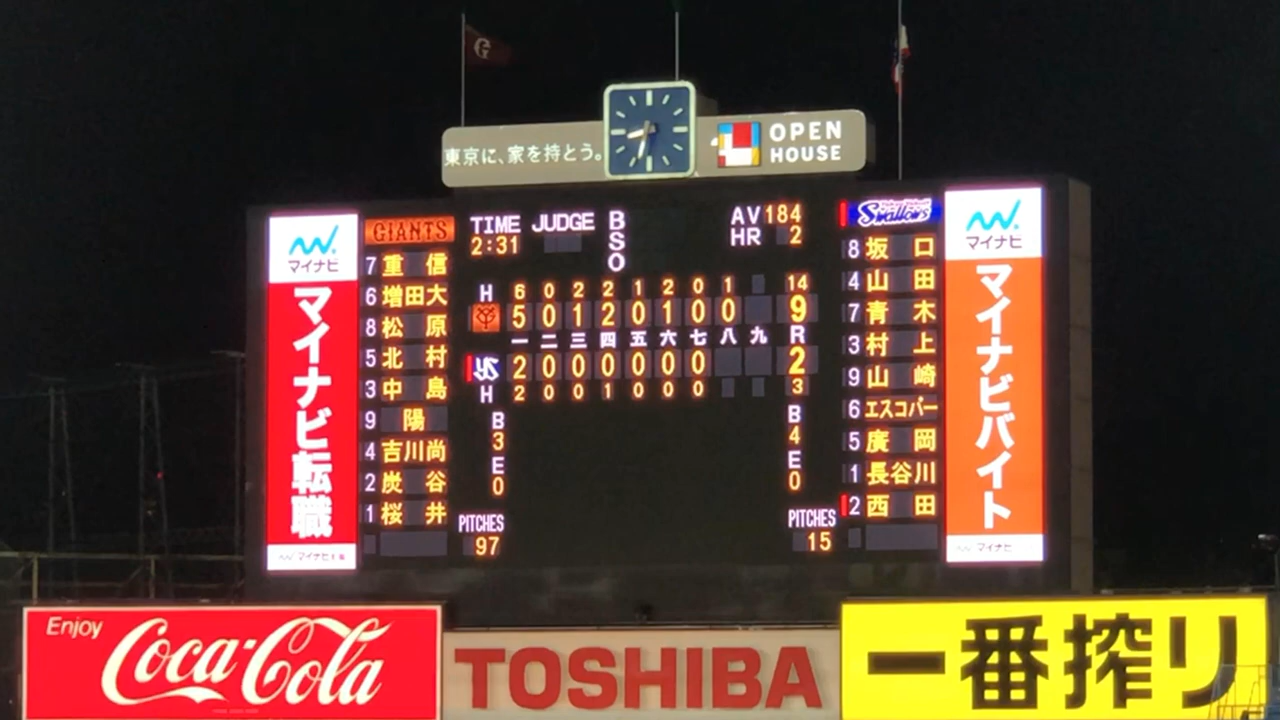 G
東京に、家を持とう。
OPEN
HOUSE
マイナビ
マイナビ転職
GIANTS
7 重 信
6 増田大
8 松 原
5 北 村
3 中 島
9 陽
4 吉川尚
2 炭 谷
1 桜 井
TIME JUDGE
2:31
B
S
O
AV 184
HR 2
H 6 0 2 2 1 2 0 1 14
5 0 1 2 0 1 0 0 9
一 二 三 四 五 六 七 八 九 R
YS 2 0 0 0 0 0 0 2
H 2 0 0 1 0 0 0 3
B
3
E
0
B
4
E
0
PITCHES
97
PITCHES
15
Swallows
8 坂 口
4 山 田
7 青 木
3 村 上
9 山 崎
6 エスコバー
5 廣 岡
1 長谷川
2 西 田
マイナビ
マイナビバイト
マイナビ
Enjoy
Coca-Cola
TOSHIBA
一番搾り